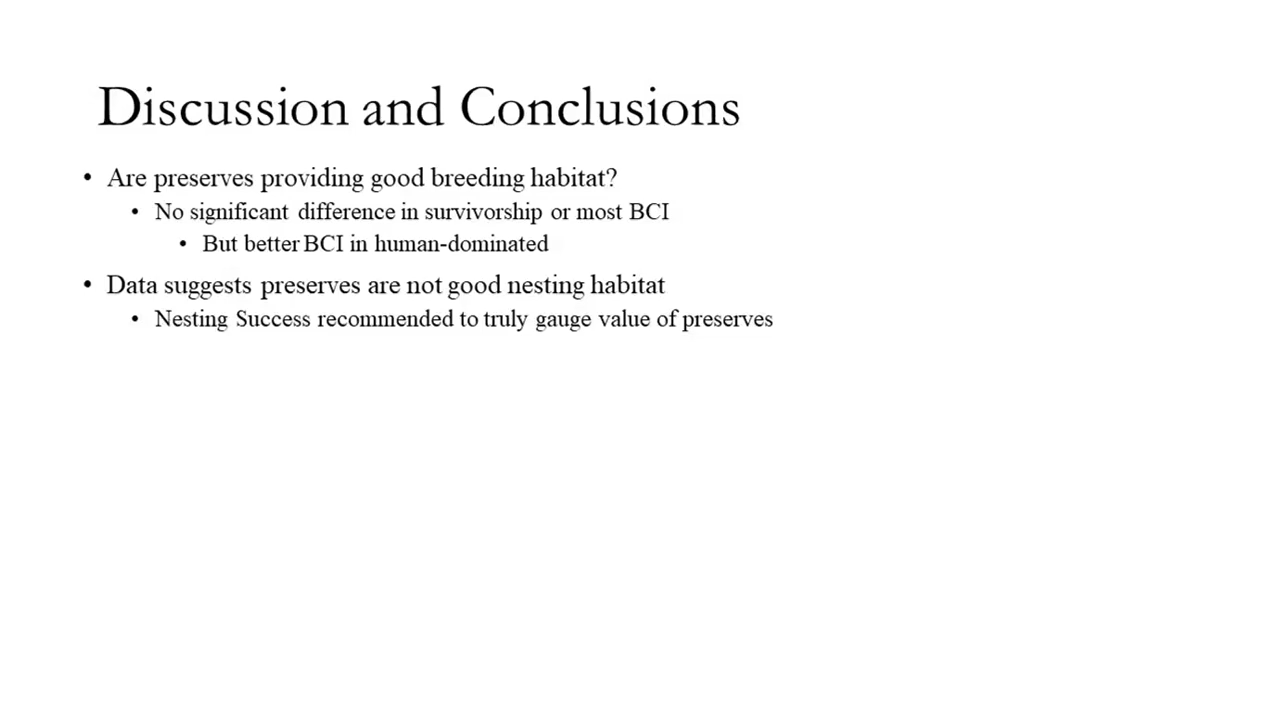 Discussion and Conclusions
• Are preserves providing good breeding habitat?
• No significant difference in survivorship or most BCI
• But better BCI in human-dominated
• Data suggests preserves are not good nesting habitat
• Nesting Success recommended to truly gauge value of preserves